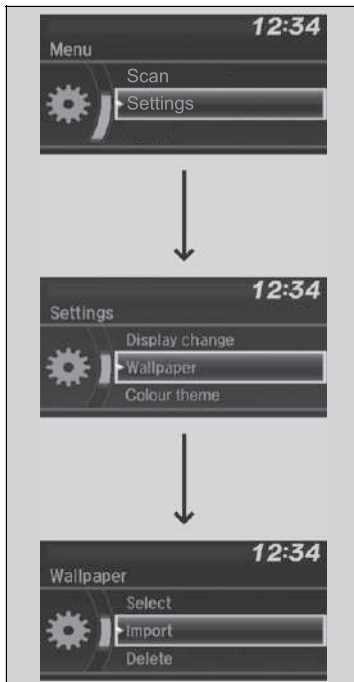 12:34
Menu
Scan
Settings
12:34
Settings
Display change
Wallpaper
Colour theme
12:34
Wallpaper
Select
Import
Delete